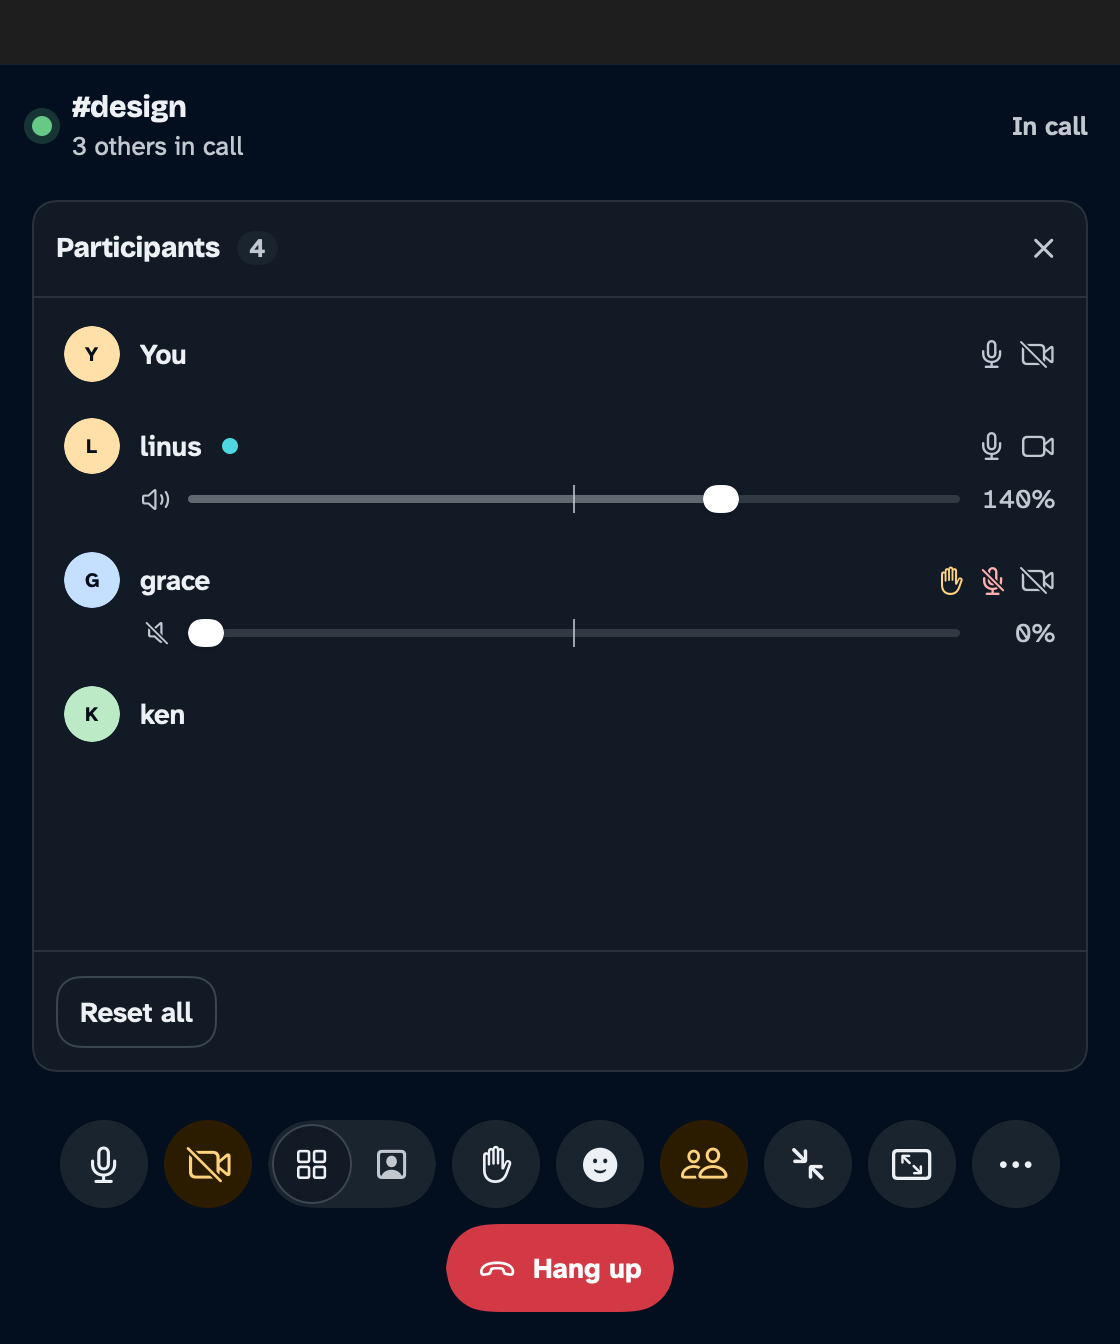 #design
3 others in call
In call
Participants 4
Y You
L linus
140%
G grace
0%
K ken
Reset all
Hang up